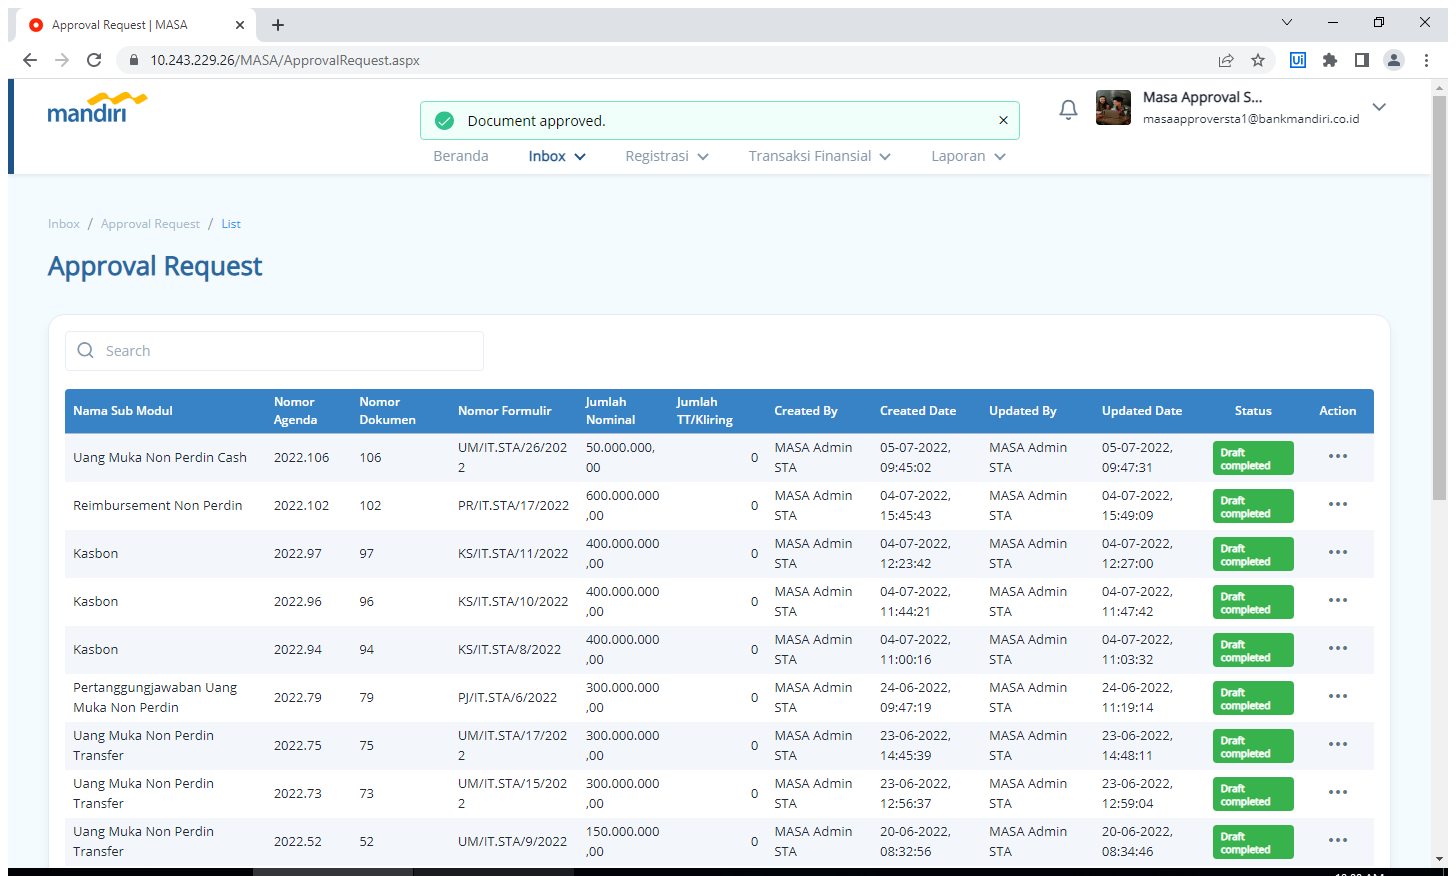 Approval Request | MASA
10.243.229.26/MASA/ApprovalRequest.aspx
Ui
mandiri
Document approved.
Masa Approval S...
masaapproversta1@bankmandiri.co.id
Beranda Inbox Registrasi Transaksi Finansial Laporan
Inbox / Approval Request / List
Approval Request
Search
Nama Sub Modul Nomor Agenda Nomor Dokumen Nomor Formulir Jumlah Nominal Jumlah TT/Kliring Created By Created Date Updated By Updated Date Status Action
Uang Muka Non Perdin Cash 2022.106 106 UM/IT.STA/26/2022 50.000.000,00 0 MASA Admin STA 05-07-2022, 09:45:02 MASA Admin STA 05-07-2022, 09:47:31 Draft completed
Reimbursement Non Perdin 2022.102 102 PR/IT.STA/17/2022 600.000.000,00 0 MASA Admin STA 04-07-2022, 15:45:43 MASA Admin STA 04-07-2022, 15:49:09 Draft completed
Kasbon 2022.97 97 KS/IT.STA/11/2022 400.000.000,00 0 MASA Admin STA 04-07-2022, 12:23:42 MASA Admin STA 04-07-2022, 12:27:00 Draft completed
Kasbon 2022.96 96 KS/IT.STA/10/2022 400.000.000,00 0 MASA Admin STA 04-07-2022, 11:44:21 MASA Admin STA 04-07-2022, 11:47:42 Draft completed
Kasbon 2022.94 94 KS/IT.STA/8/2022 400.000.000,00 0 MASA Admin STA 04-07-2022, 11:00:16 MASA Admin STA 04-07-2022, 11:03:32 Draft completed
Pertanggungjawaban Uang Muka Non Perdin 2022.79 79 PJ/IT.STA/6/2022 300.000.000,00 0 MASA Admin STA 24-06-2022, 09:47:19 MASA Admin STA 24-06-2022, 11:19:14 Draft completed
Uang Muka Non Perdin Transfer 2022.75 75 UM/IT.STA/17/2022 300.000.000,00 0 MASA Admin STA 23-06-2022, 14:45:39 MASA Admin STA 23-06-2022, 14:48:11 Draft completed
Uang Muka Non Perdin Transfer 2022.73 73 UM/IT.STA/15/2022 300.000.000,00 0 MASA Admin STA 23-06-2022, 12:56:37 MASA Admin STA 23-06-2022, 12:59:04 Draft completed
Uang Muka Non Perdin Transfer 2022.52 52 UM/IT.STA/9/2022 150.000.000,00 0 MASA Admin STA 20-06-2022, 08:32:56 MASA Admin STA 20-06-2022, 08:34:46 Draft completed